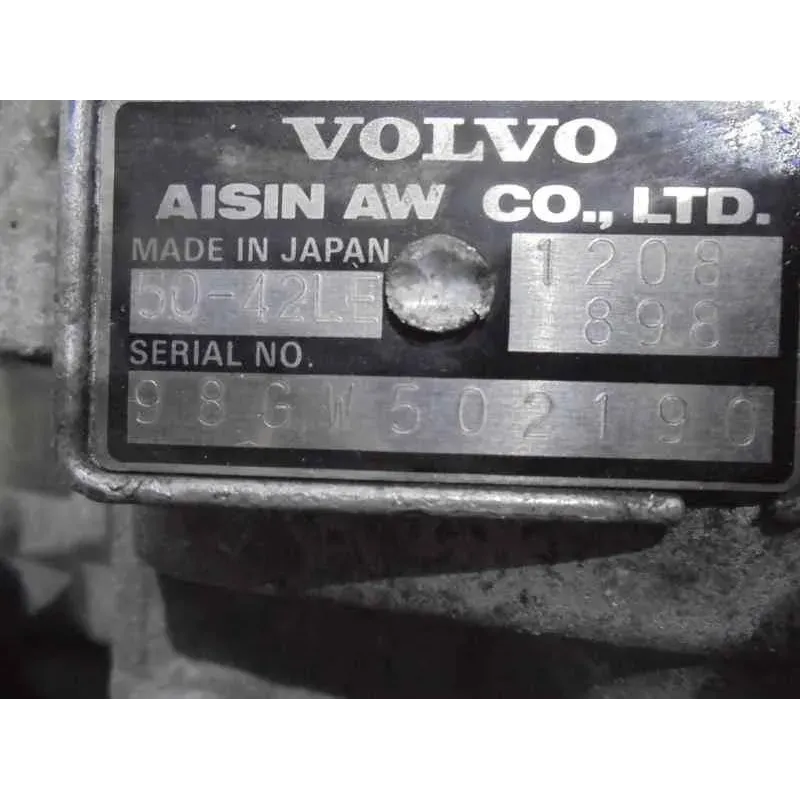 VOLVO
AISIN AW CO., LTD.
MADE IN JAPAN
1208
50-42LE
898
SERIAL NO.
98GW502190